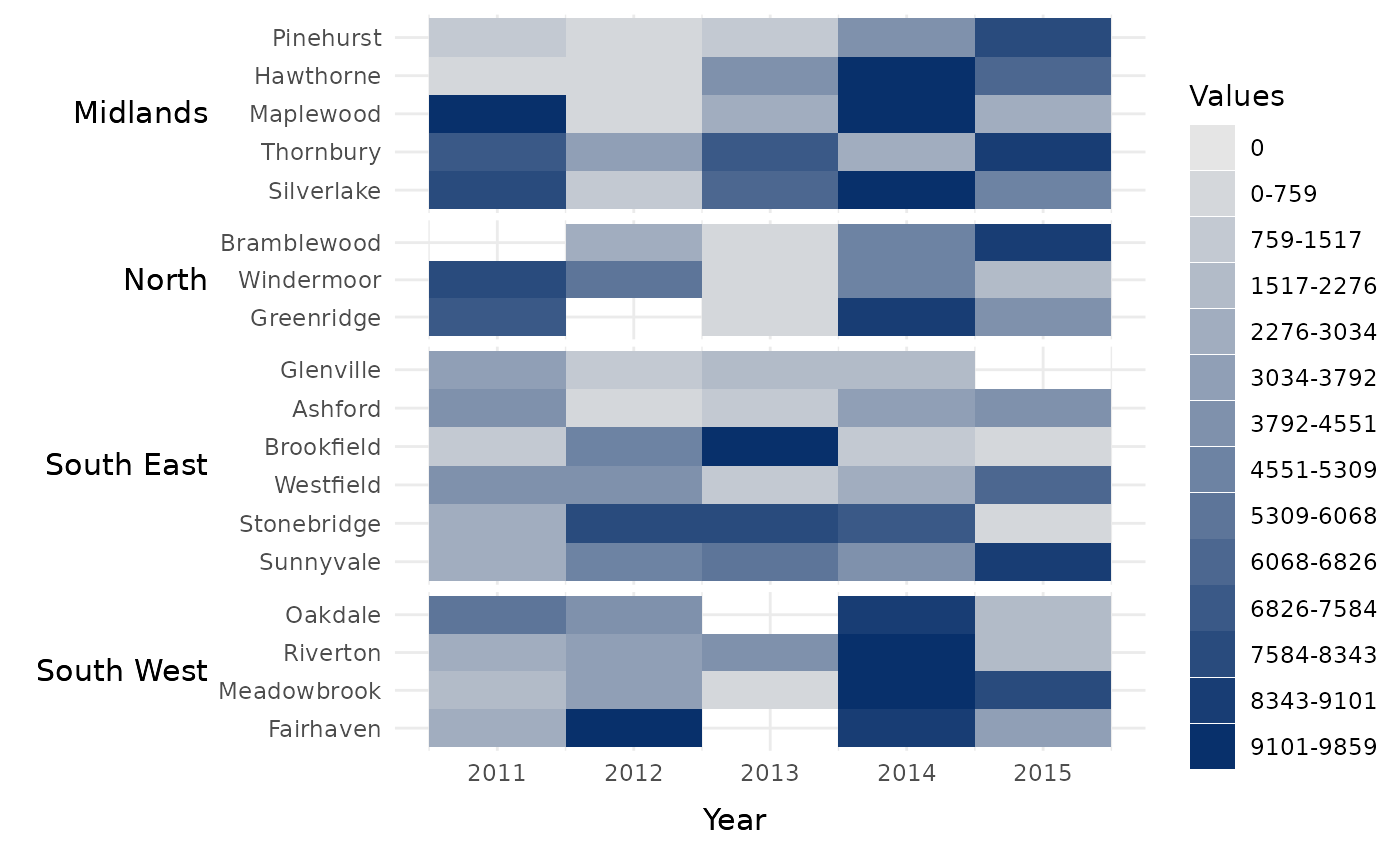 Midlands
Pinehurst
Hawthorne
Maplewood
Thornbury
Silverlake
North
Bramblewood
Windermoor
Greenridge
South East
Glenville
Ashford
Brookfield
Westfield
Stonebridge
Sunnyvale
South West
Oakdale
Riverton
Meadowbrook
Fairhaven
2011 2012 2013 2014 2015
Year
Values
0
0-759
759-1517
1517-2276
2276-3034
3034-3792
3792-4551
4551-5309
5309-6068
6068-6826
6826-7584
7584-8343
8343-9101
9101-9859